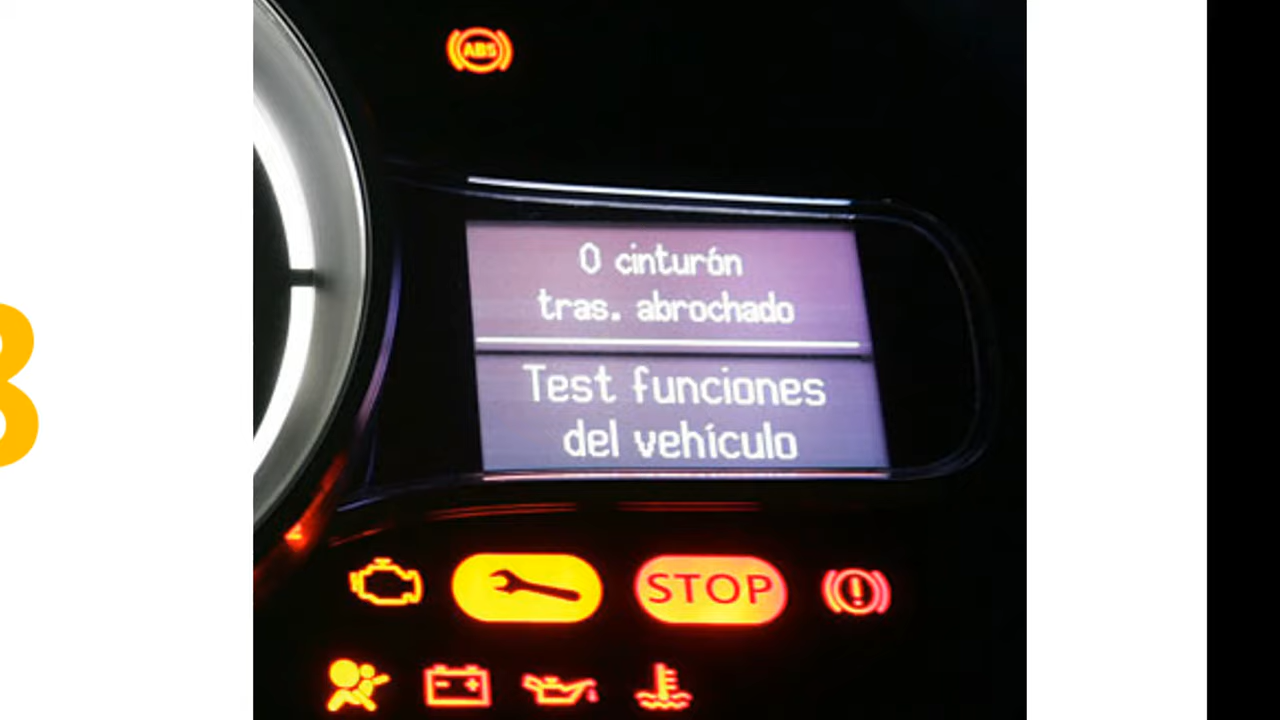 ABS
0 cinturón
tras. abrochado
Test funciones
del vehículo
STOP